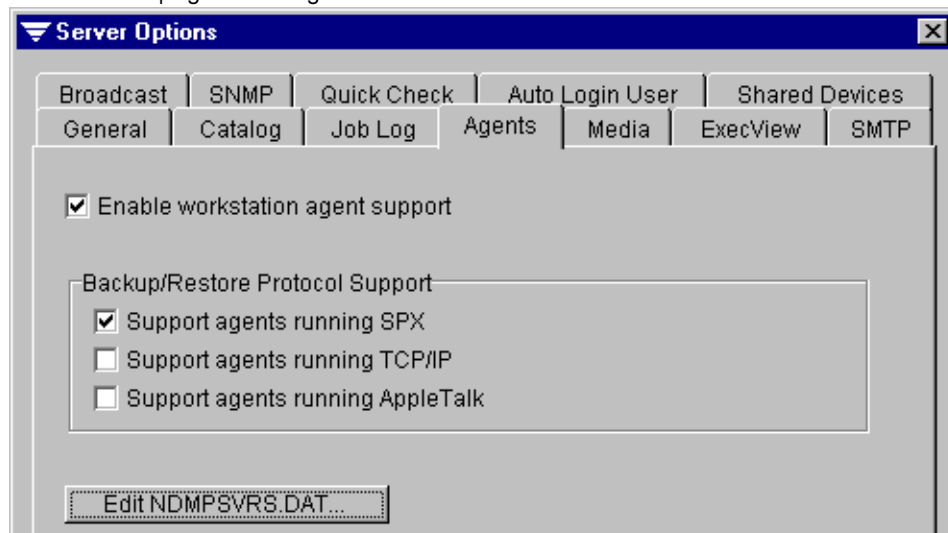 Server Options
Broadcast SNMP Quick Check Auto Login User Shared Devices
General Catalog Job Log Agents Media ExecView SMTP
Enable workstation agent support
Backup/Restore Protocol Support
Support agents running SPX
Support agents running TCP/IP
Support agents running AppleTalk
Edit NDMPSVRS.DAT...